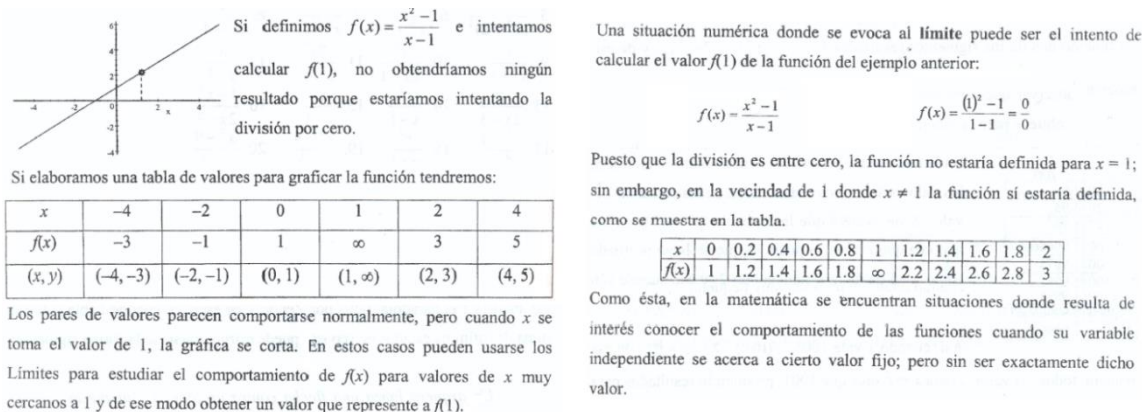 Si definimos f(x) = (x² − 1)/(x − 1) e intentamos
calcular f(1), no obtendríamos ningún
resultado porque estaríamos intentando la
división por cero.
6
4
2
-4 -2 0 2 4
x
-2
-4
Si elaboramos una tabla de valores para graficar la función tendremos:
x −4 −2 0 1 2 4
f(x) −3 −1 1 ∞ 3 5
(x, y) (−4, −3) (−2, −1) (0, 1) (1, ∞) (2, 3) (4, 5)
Los pares de valores parecen comportarse normalmente, pero cuando x se
toma el valor de 1, la gráfica se corta. En estos casos pueden usarse los
Límites para estudiar el comportamiento de f(x) para valores de x muy
cercanos a 1 y de ese modo obtener un valor que represente a f(1).
Una situación numérica donde se evoca al límite puede ser el intento de
calcular el valor f(1) de la función del ejemplo anterior:
f(x) = (x² − 1)/(x − 1) f(x) = ((1)² − 1)/(1 − 1) = 0/0
Puesto que la división es entre cero, la función no estaría definida para x = 1;
sin embargo, en la vecindad de 1 donde x ≠ 1 la función sí estaría definida,
como se muestra en la tabla.
x 0 0.2 0.4 0.6 0.8 1 1.2 1.4 1.6 1.8 2
f(x) 1 1.2 1.4 1.6 1.8 ∞ 2.2 2.4 2.6 2.8 3
Como ésta, en la matemática se encuentran situaciones donde resulta de
interés conocer el comportamiento de las funciones cuando su variable
independiente se acerca a cierto valor fijo; pero sin ser exactamente dicho
valor.